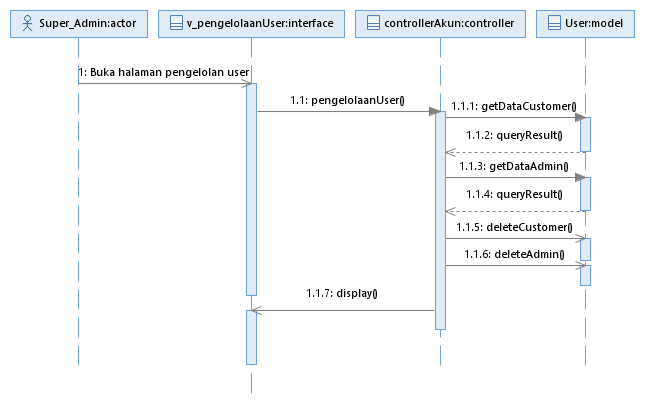 Super_Admin:actor
v_pengelolaanUser:interface
controllerAkun:controller
User:model
1: Buka halaman pengelolan user
1.1: pengelolaanUser()
1.1.1: getDataCustomer()
1.1.2: queryResult()
1.1.3: getDataAdmin()
1.1.4: queryResult()
1.1.5: deleteCustomer()
1.1.6: deleteAdmin()
1.1.7: display()